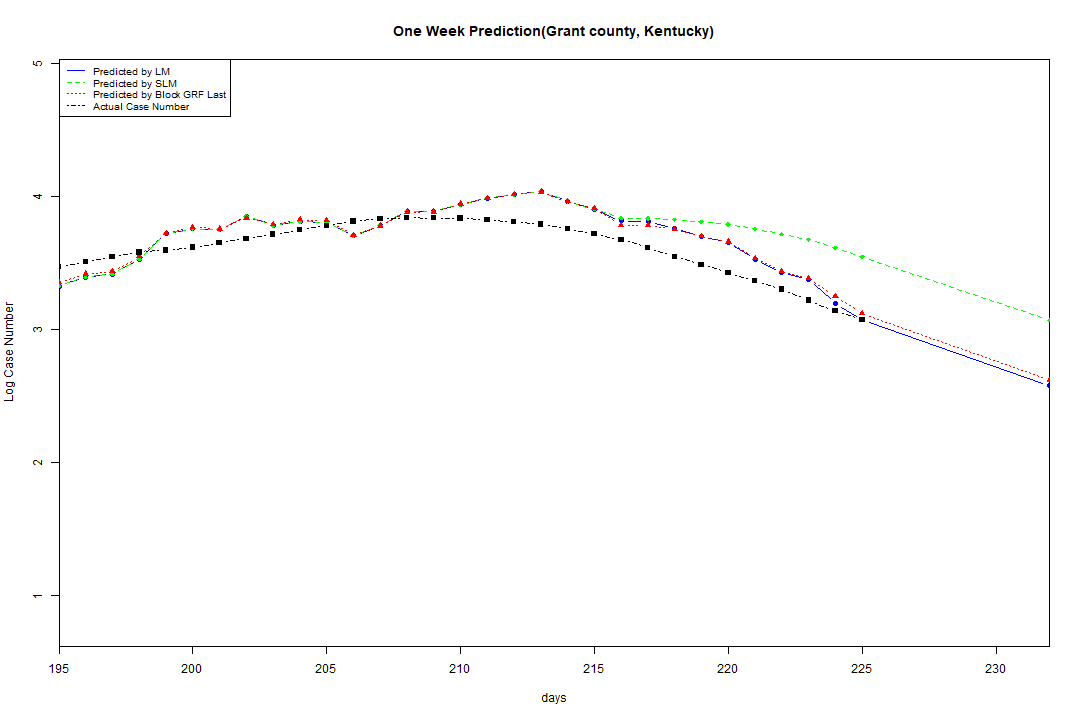 One Week Prediction(Grant county, Kentucky)
Predicted by LM
Predicted by SLM
Predicted by Block GRF Last
Actual Case Number
5
4
3
2
1
Log Case Number
195 200 205 210 215 220 225 230
days